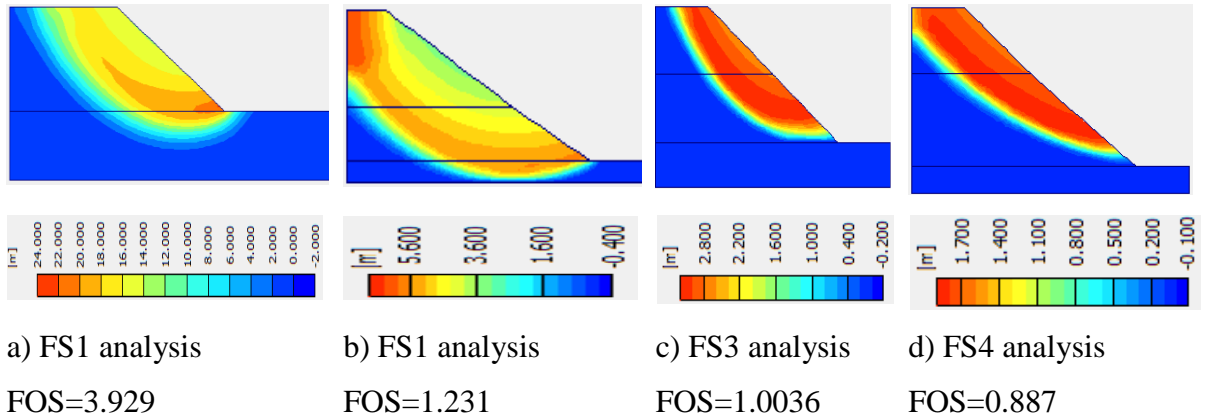 [m]
24.000
22.000
20.000
18.000
16.000
14.000
12.000
10.000
8.000
6.000
4.000
2.000
0.000
-2.000
[m]
5.600
3.600
1.600
-0.400
[m]
2.800
2.200
1.600
1.000
0.400
-0.200
[m]
1.700
1.400
1.100
0.800
0.500
0.200
-0.100
a) FS1 analysis
FOS=3.929
b) FS1 analysis
FOS=1.231
c) FS3 analysis
FOS=1.0036
d) FS4 analysis
FOS=0.887